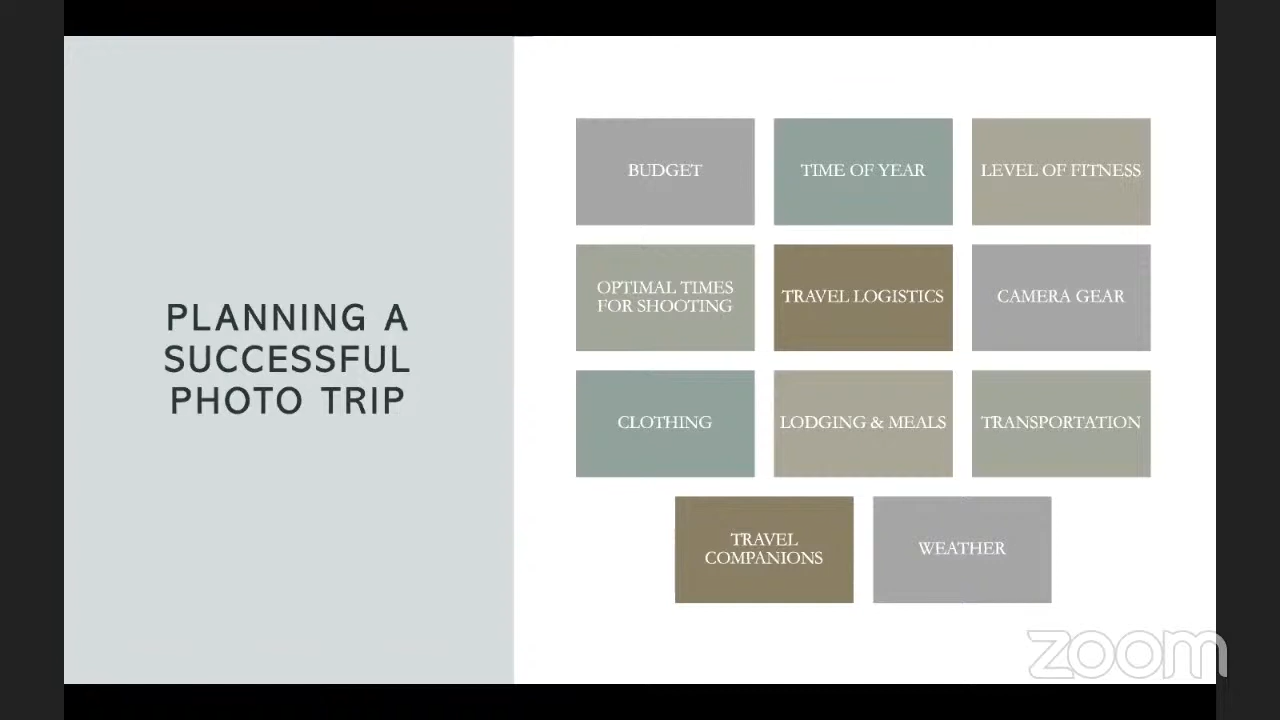 PLANNING A
SUCCESSFUL
PHOTO TRIP
BUDGET
TIME OF YEAR
LEVEL OF FITNESS
OPTIMAL TIMES
FOR SHOOTING
TRAVEL LOGISTICS
CAMERA GEAR
CLOTHING
LODGING & MEALS
TRANSPORTATION
TRAVEL
COMPANIONS
WEATHER
zoom